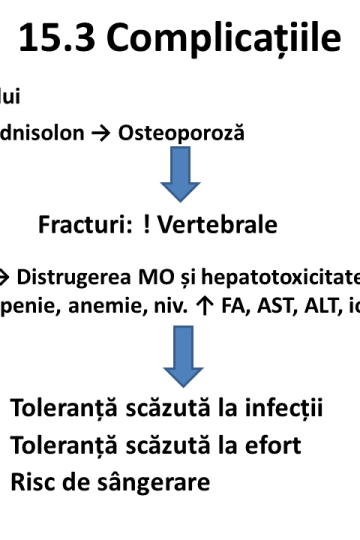 15.3 Complicațiile
lui
dnisolon → Osteoporoză
Fracturi: ! Vertebrale
→ Distrugerea MO și hepatotoxicitate
penie, anemie, niv. ↑ FA, AST, ALT, ic
Toleranță scăzută la infecții
Toleranță scăzută la efort
Risc de sângerare